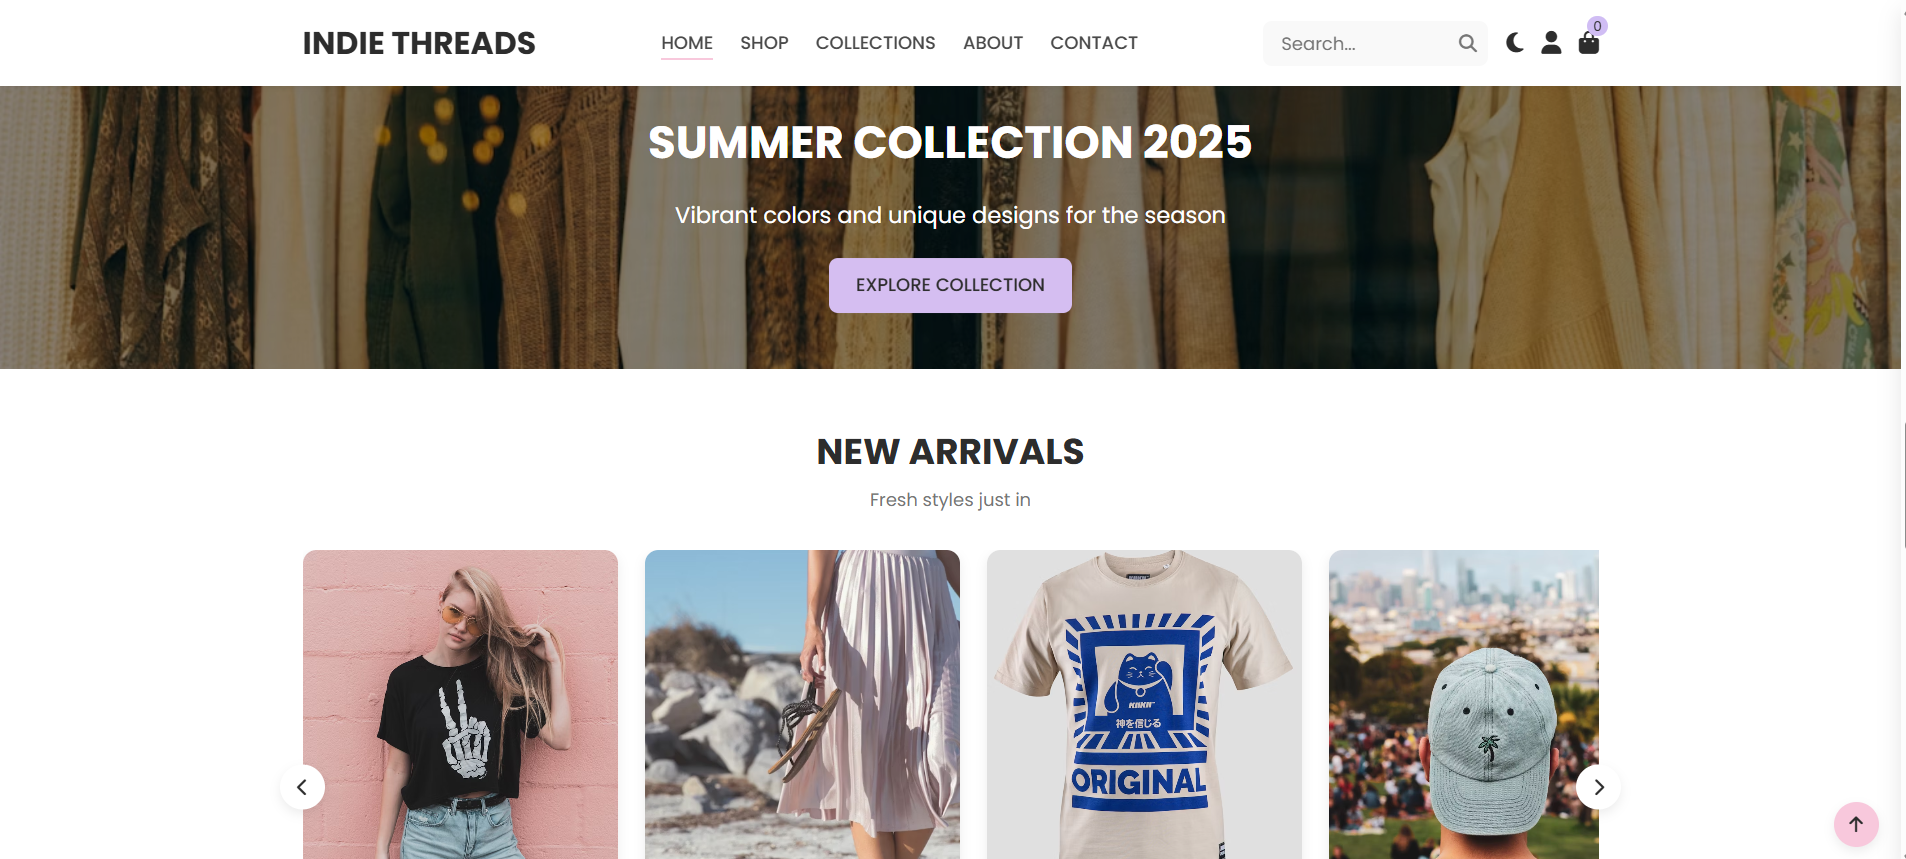 INDIE THREADS
HOME SHOP COLLECTIONS ABOUT CONTACT
Search...
0
SUMMER COLLECTION 2025
Vibrant colors and unique designs for the season
EXPLORE COLLECTION
NEW ARRIVALS
Fresh styles just in
神を信じる
ORIGINAL